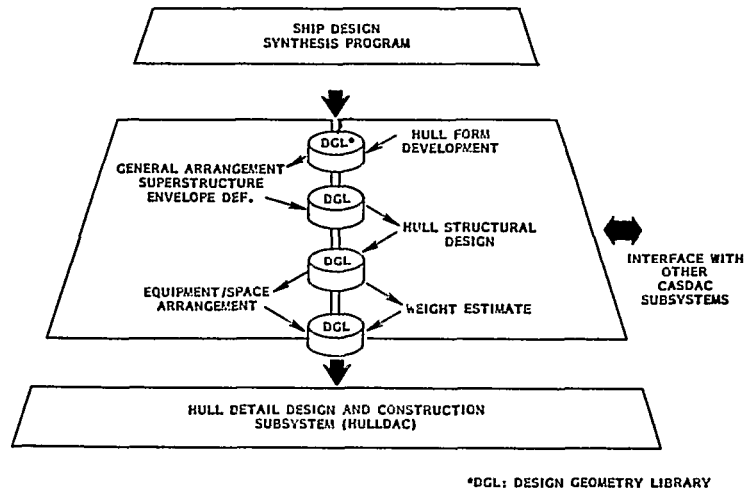 SHIP DESIGN
SYNTHESIS PROGRAM
DGL*
HULL FORM
DEVELOPMENT
GENERAL ARRANGEMENT
SUPERSTRUCTURE
ENVELOPE DEF.
DGL
HULL STRUCTURAL
DESIGN
DGL
EQUIPMENT/SPACE
ARRANGEMENT
WEIGHT ESTIMATE
DGL
INTERFACE WITH
OTHER
CASDAC
SUBSYSTEMS
HULL DETAIL DESIGN AND CONSTRUCTION
SUBSYSTEM (HULLDAC)
*DGL: DESIGN GEOMETRY LIBRARY